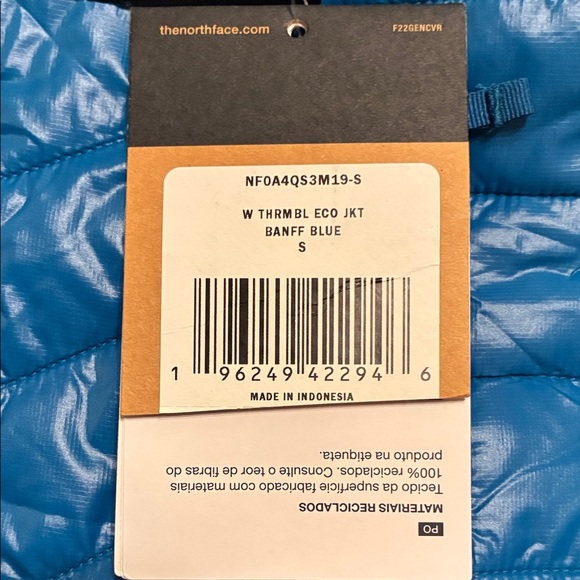 thenorthface.com
F22GENCVR
NF0A4QS3M19-S
W THRMBL ECO JKT
BANFF BLUE
S
1 96249 42294 6
MADE IN INDONESIA
PO
MATERIAIS RECICLADOS
Tecido da superfície fabricado com materiais
100% reciclados. Consulte o teor de fibras do
produto na etiqueta.